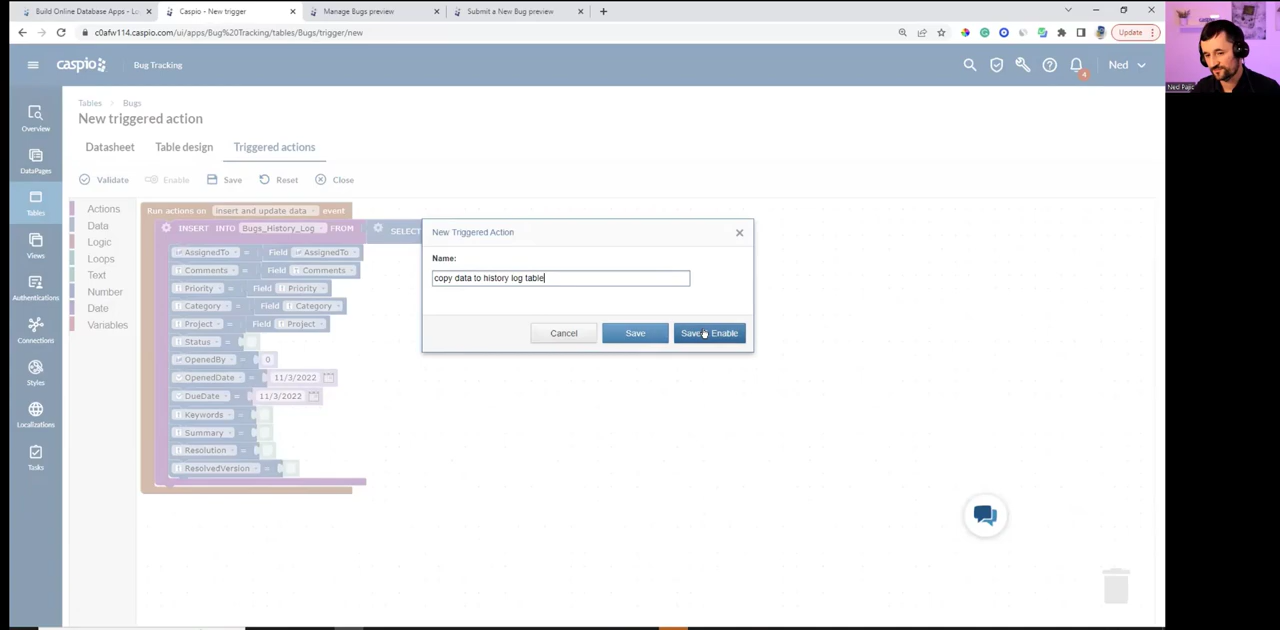 Build Online Database Apps - Lo
Caspio - New trigger
Manage Bugs preview
Submit a New Bug preview
c0afw114.caspio.com/ui/apps/Bug%20Tracking/tables/Bugs/trigger/new
Update
caspio
Bug Tracking
4
Ned
Ned Pajic
Overview
DataPages
Tables
Views
Authentications
Connections
Styles
Localizations
Tasks
Tables > Bugs
New triggered action
Datasheet
Table design
Triggered actions
Validate
Enable
Save
Reset
Close
Actions
Data
Logic
Loops
Text
Number
Date
Variables
Run actions on insert and update data event
INSERT INTO Bugs_History_Log FROM SELECT
AssignedTo = Field AssignedTo
Comments = Field Comments
Priority = Field Priority
Category = Field Category
Project = Field Project
Status =
OpenedBy = 0
OpenedDate = 11/3/2022
DueDate = 11/3/2022
Keywords =
Summary =
Resolution =
ResolvedVersion =
New Triggered Action
Name:
copy data to history log table
Cancel
Save
Save Enable